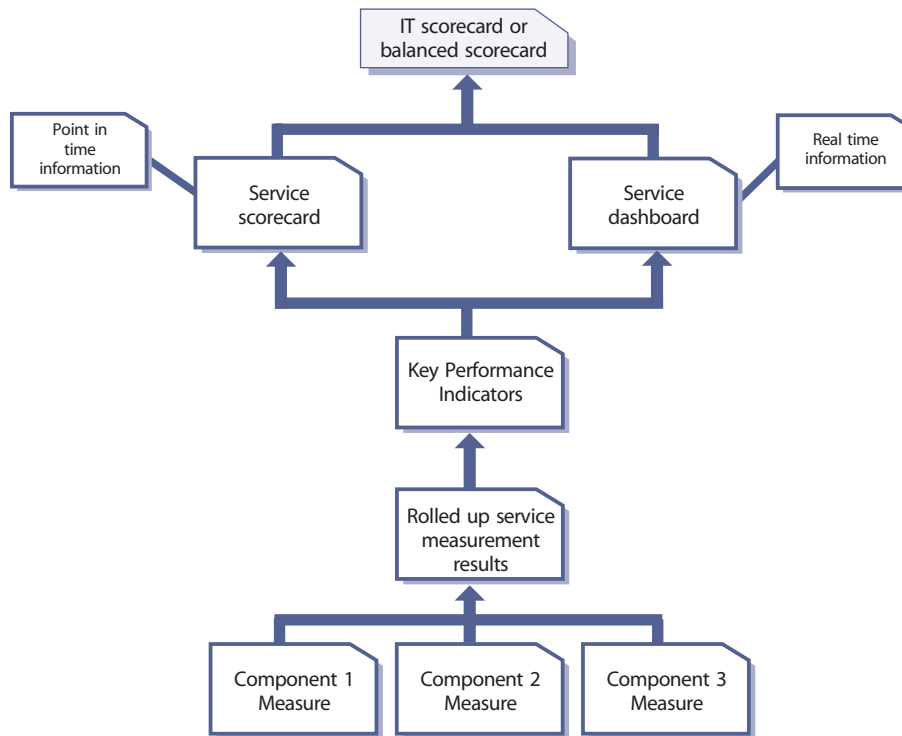 IT scorecard or
balanced scorecard
Point in
time
information
Real time
information
Service
scorecard
Service
dashboard
Key Performance
Indicators
Rolled up service
measurement
results
Component 1
Measure
Component 2
Measure
Component 3
Measure